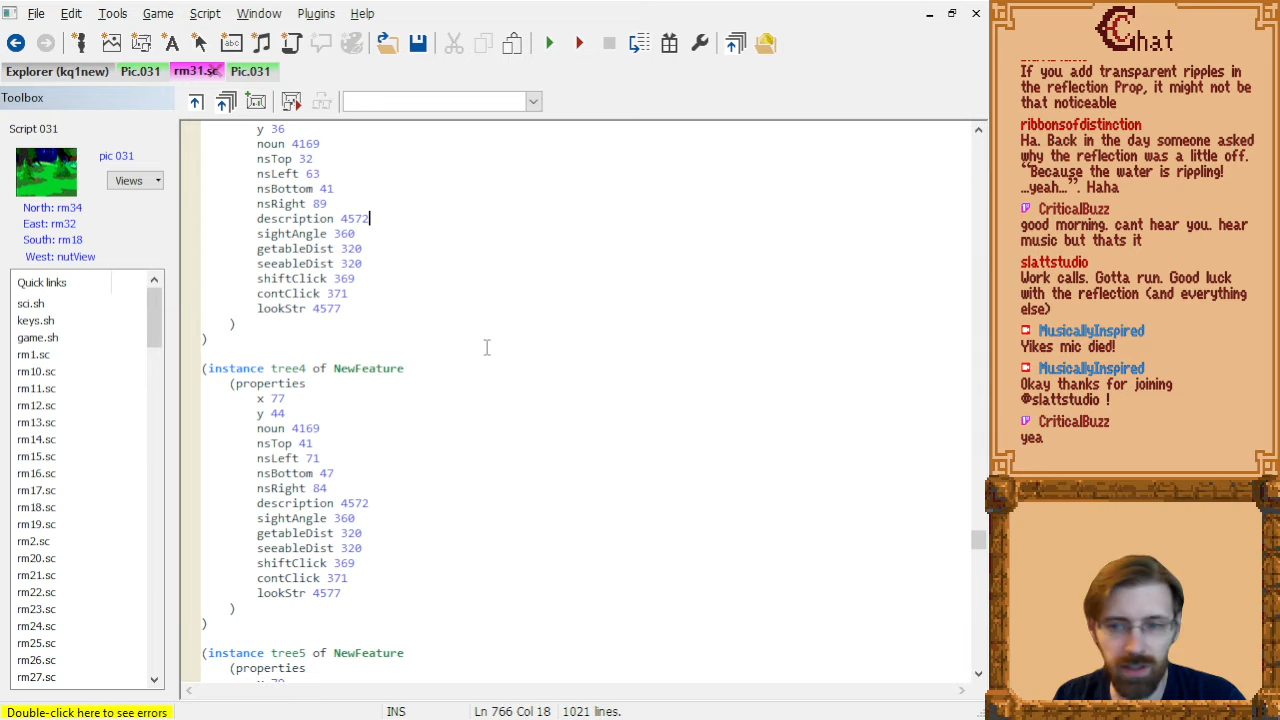 File Edit Tools Game Script Window Plugins Help
Explorer (kq1new) Pic.031 rm31.sc Pic.031
Toolbox
Script 031
pic 031
Views
North: rm34
East: rm32
South: rm18
West: nutView
Quick links
sci.sh
keys.sh
game.sh
rm1.sc
rm10.sc
rm11.sc
rm12.sc
rm13.sc
rm14.sc
rm15.sc
rm16.sc
rm17.sc
rm18.sc
rm19.sc
rm2.sc
rm20.sc
rm21.sc
rm22.sc
rm23.sc
rm24.sc
rm25.sc
rm26.sc
rm27.sc
y 36
noun 4169
nsTop 32
nsLeft 63
nsBottom 41
nsRight 89
description 4572
sightAngle 360
getableDist 320
seeableDist 320
shiftClick 369
contClick 371
lookStr 4577
)
)
(instance tree4 of NewFeature
(properties
x 77
y 44
noun 4169
nsTop 41
nsLeft 71
nsBottom 47
nsRight 84
description 4572
sightAngle 360
getableDist 320
seeableDist 320
shiftClick 369
contClick 371
lookStr 4577
)
)
(instance tree5 of NewFeature
(properties
Double-click here to see errors
INS
Ln 766 Col 18 1021 lines.
Chat
If you add transparent ripples in
the reflection Prop, it might not be
that noticeable
ribbonsofdistinction
Ha. Back in the day someone asked
why the reflection was a little off.
“Because the water is rippling!
…yeah…”. Haha
CriticalBuzz
good morning. cant hear you. hear
music but thats it
slattstudio
Work calls. Gotta run. Good luck
with the reflection (and everything
else)
MusicallyInspired
Yikes mic died!
MusicallyInspired
Okay thanks for joining
@slattstudio !
CriticalBuzz
yea